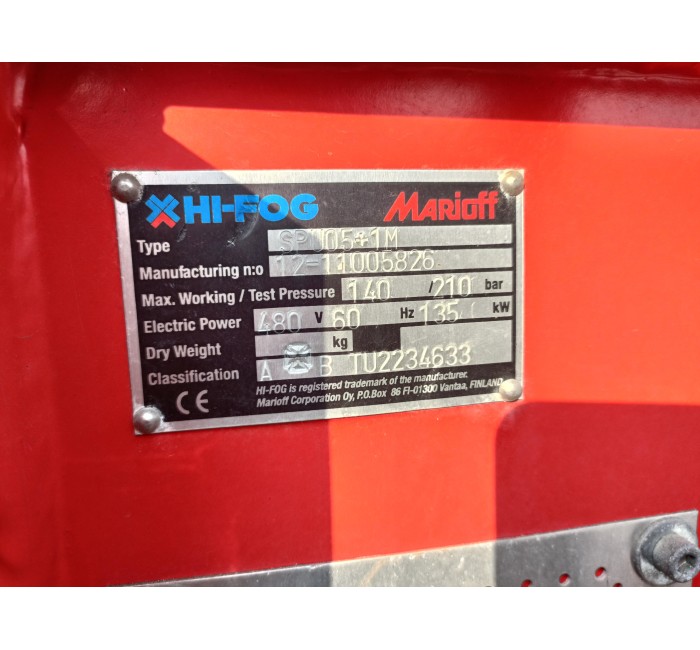 HI-FOG MARIOFF
Type SPU05+1M
Manufacturing n:o 12-11005826
Max. Working / Test Pressure 140 /210 bar
Electric Power 480 V 60 Hz 135 kW
Dry Weight kg
Classification A B TU2234633
HI-FOG is registered trademark of the manufacturer.
CE Marioff Corporation Oy, P.O.Box 86 FI-01300 Vantaa, FINLAND